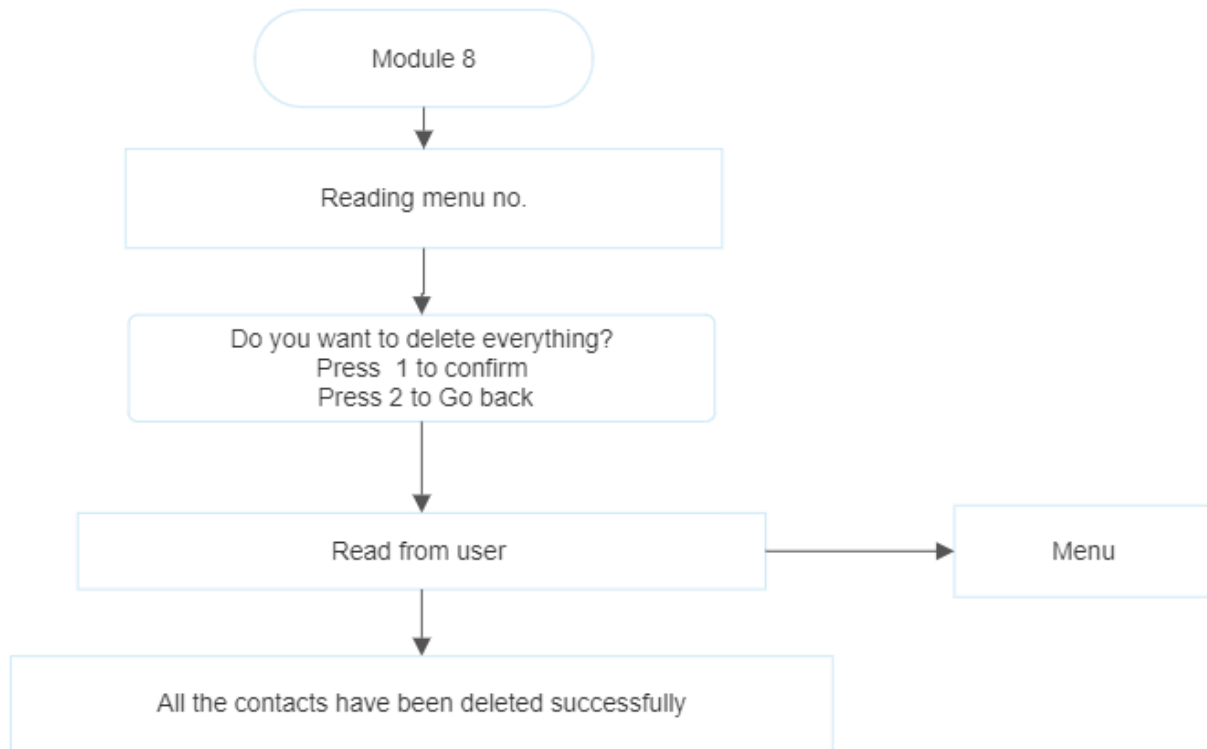 Module 8
Reading menu no.
Do you want to delete everything?
Press  1 to confirm
Press 2 to Go back
Read from user
Menu
All the contacts have been deleted successfully